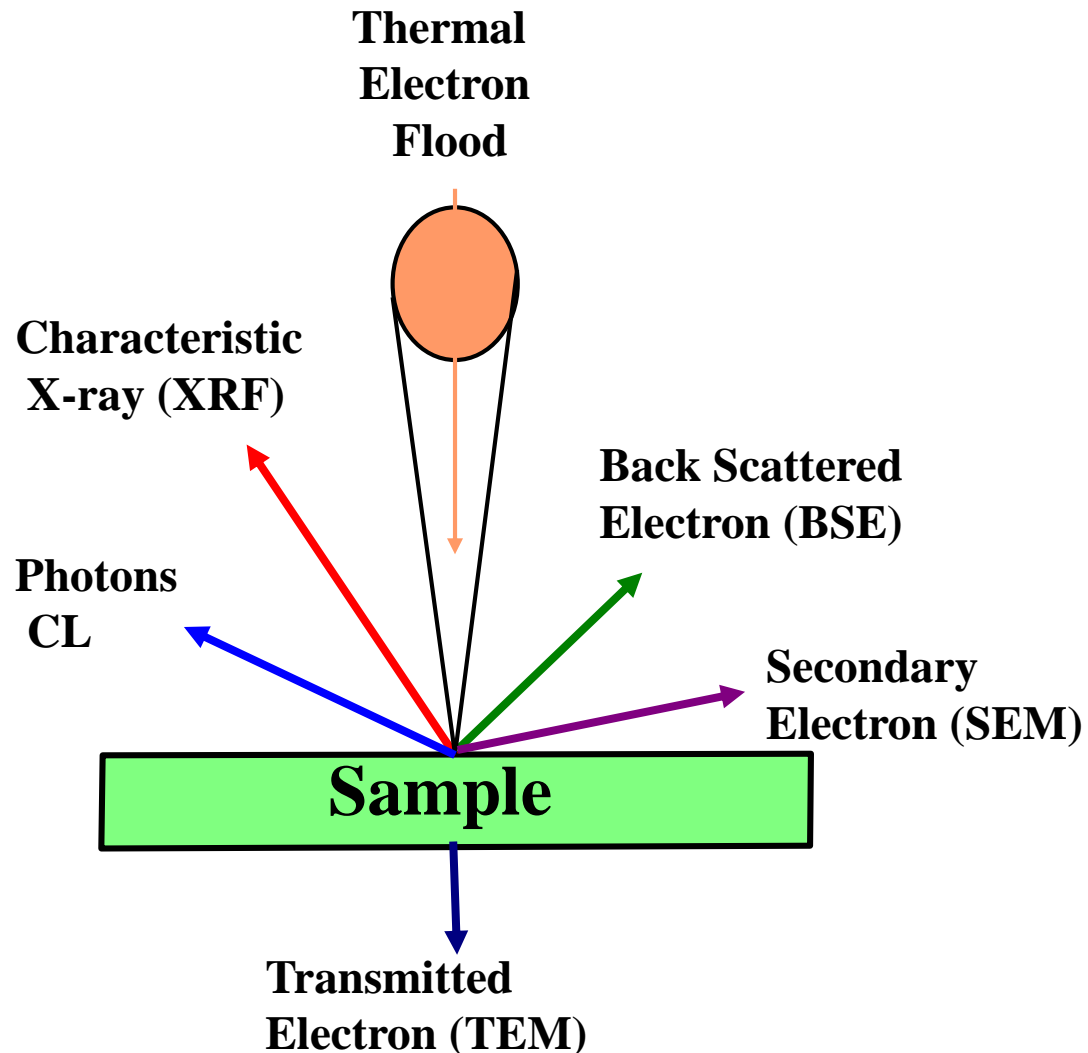 Thermal
Electron
Flood
Characteristic
X-ray (XRF)
Back Scattered
Electron (BSE)
Photons
CL
Secondary
Electron (SEM)
Sample
Transmitted
Electron (TEM)